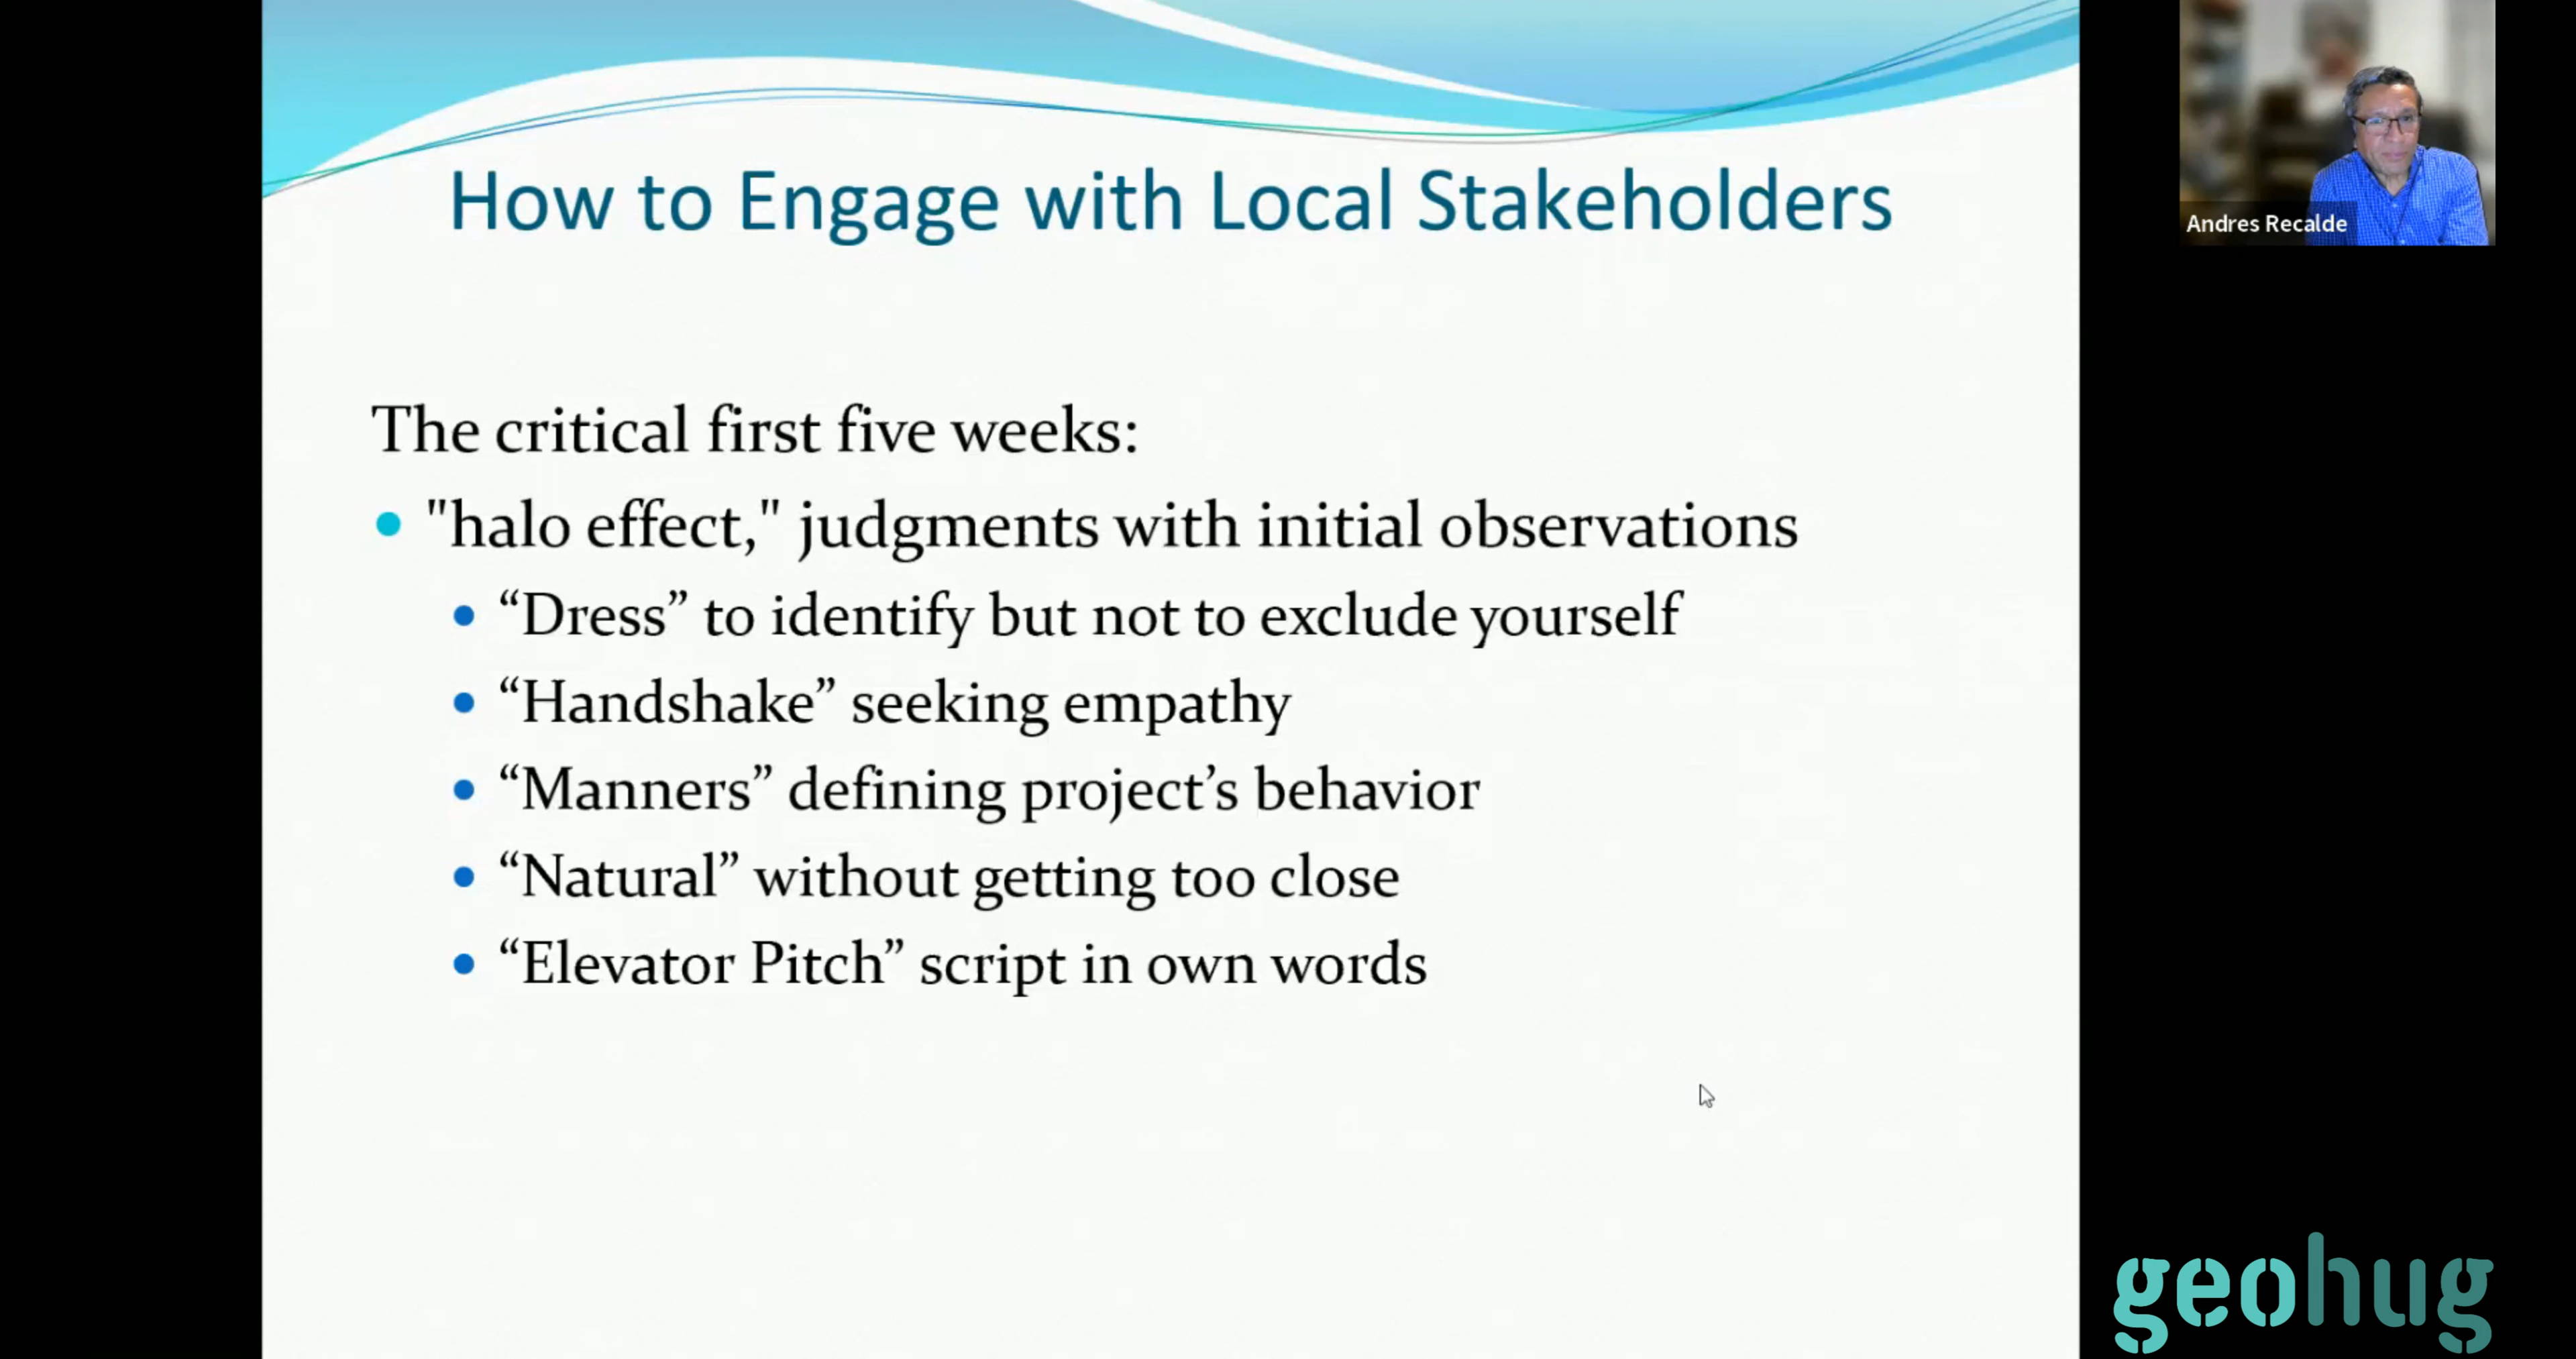 How to Engage with Local Stakeholders
Andres Recalde
The critical first five weeks:
"halo effect," judgments with initial observations
“Dress” to identify but not to exclude yourself
“Handshake” seeking empathy
“Manners” defining project’s behavior
“Natural” without getting too close
“Elevator Pitch” script in own words
geohug